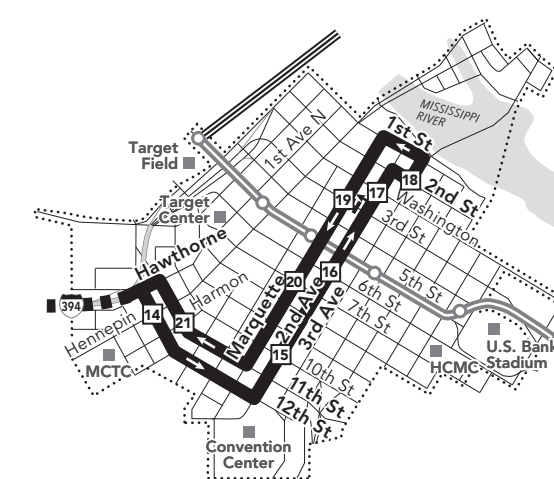 MISSISSIPPI
RIVER
1st Ave N
1st St
Target
Field
18
2nd St
17
19
Target
Center
Washington
3rd St
Hawthorne
16
5th St
20
6th St
Harmon
394
7th St
Marquette
2nd Ave
3rd Ave
14
21
Hennepin
U.S. Bank
Stadium
15
MCTC
HCMC
10th St
11th St
12th St
Convention
Center